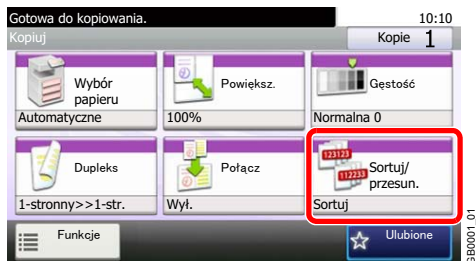 Gotowa do kopiowania.
10:10
Kopiuj
Kopie 1
Wybór
papieru
Automatyczne
Powiększ.
100%
Gęstość
Normalna 0
Dupleks
1-stronny>>1-str.
Połącz
Wył.
123123
112233
Sortuj/
przesun.
Sortuj
Funkcje
Ulubione
GB0001_01